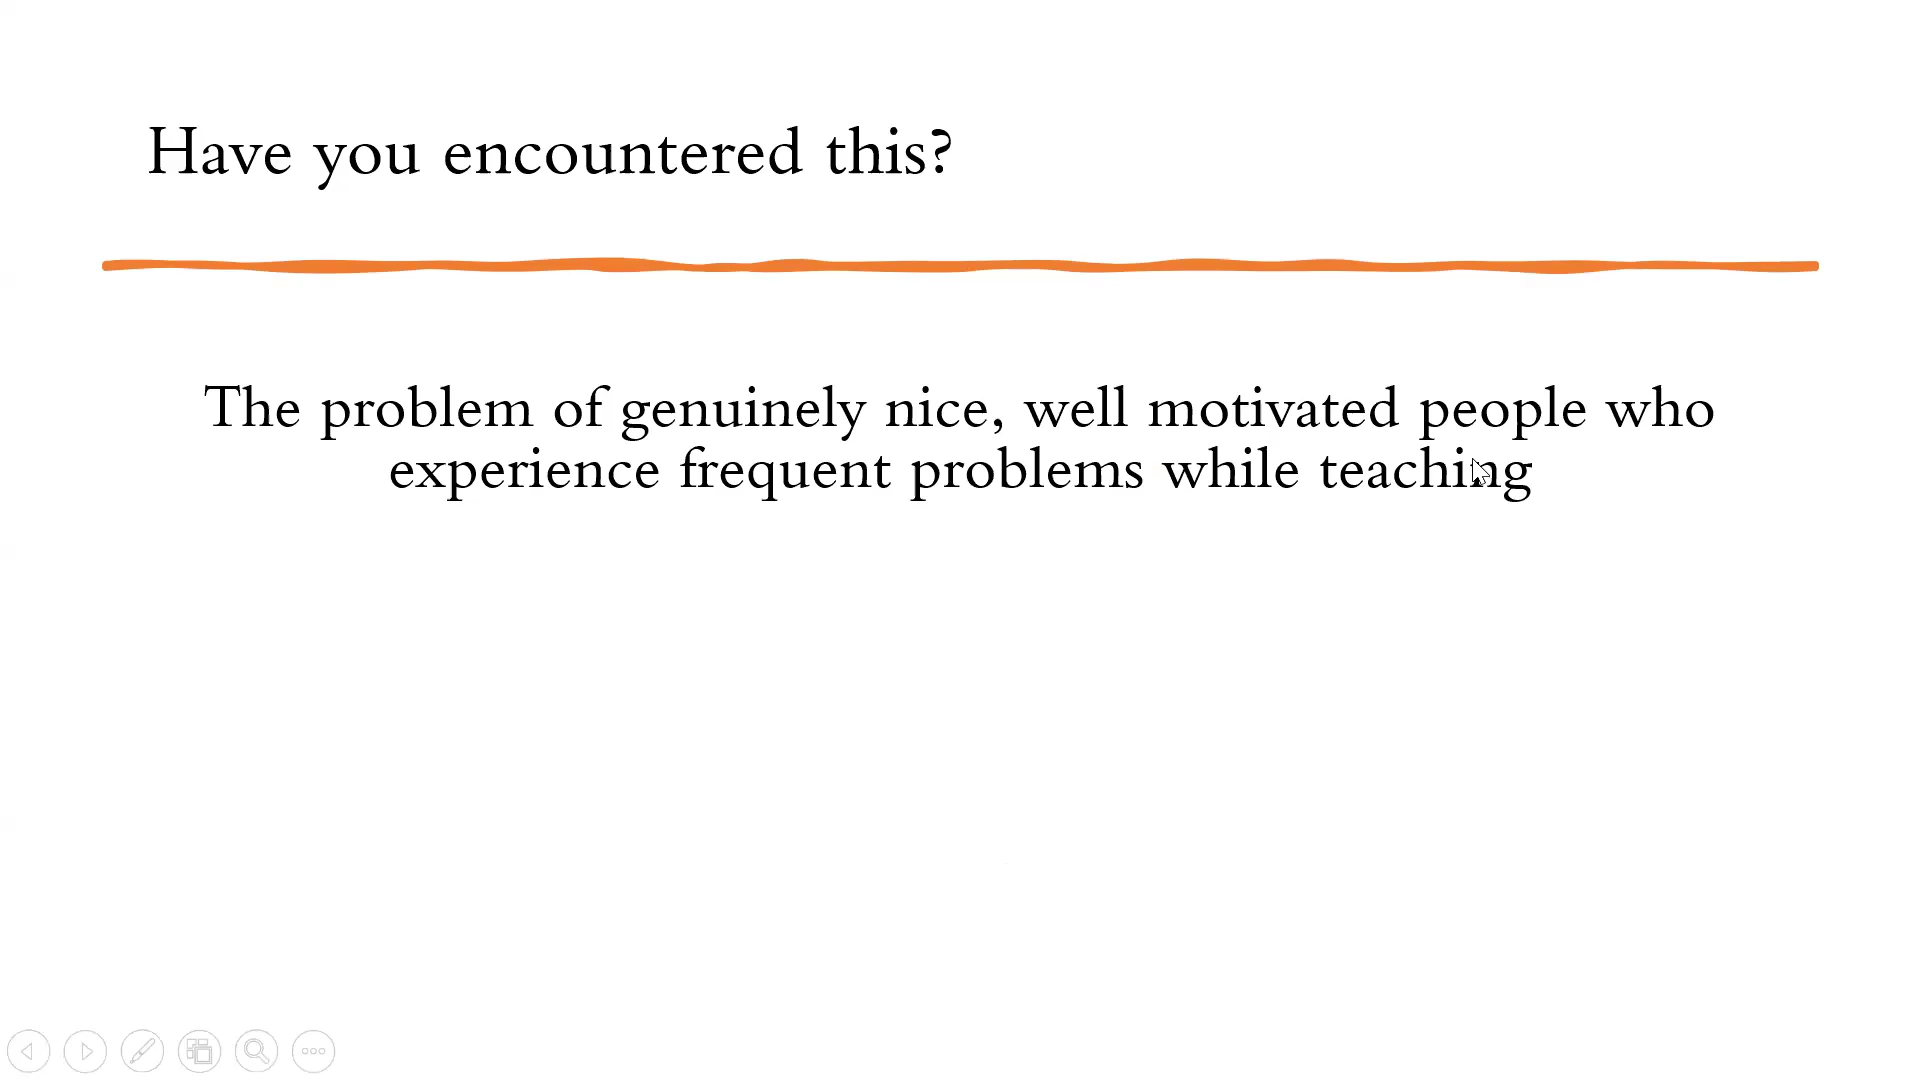 Have you encountered this?
The problem of genuinely nice, well motivated people who
experience frequent problems while teaching